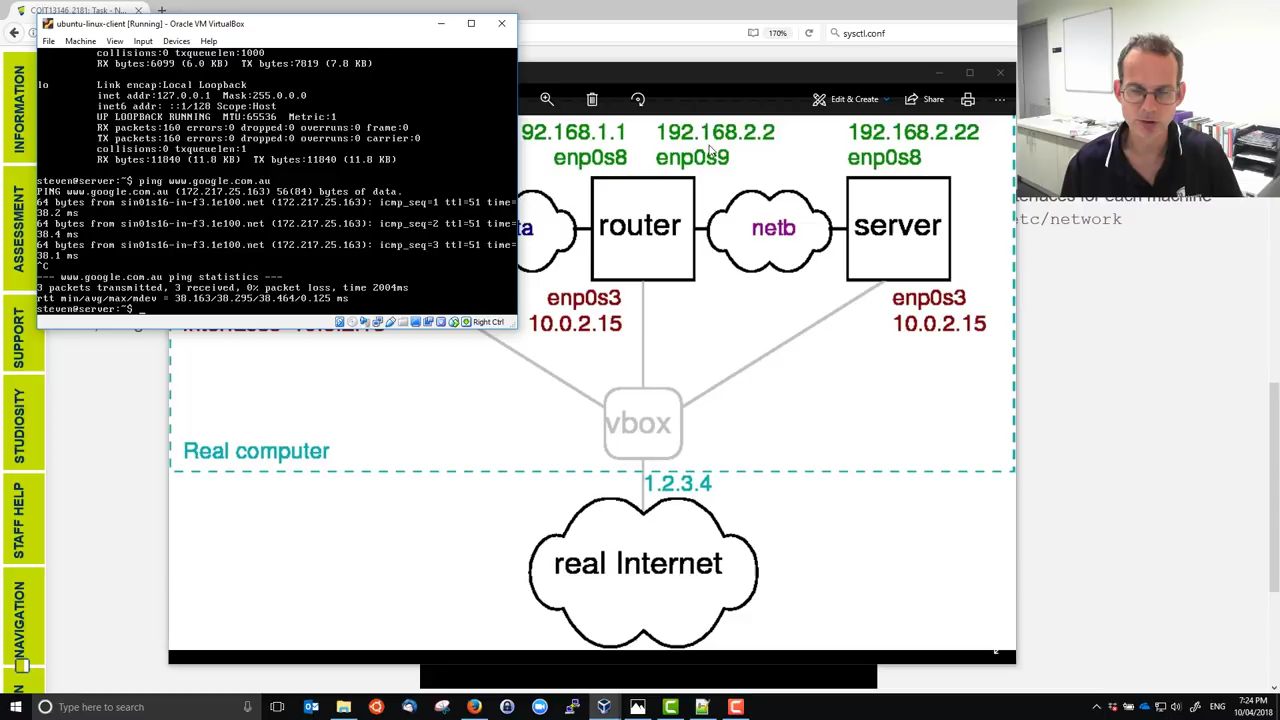 COIT13146 2181: Task - N
170%
sysctl.conf
ubuntu-linux-client [Running] - Oracle VM VirtualBox
File Machine View Input Devices Help
collisions:0 txqueuelen:1000
RX bytes:6099 (6.0 KB) TX bytes:7819 (7.8 KB)
lo Link encap:Local Loopback
inet addr:127.0.0.1 Mask:255.0.0.0
inet6 addr: ::1/128 Scope:Host
UP LOOPBACK RUNNING MTU:65536 Metric:1
RX packets:160 errors:0 dropped:0 overruns:0 frame:0
TX packets:160 errors:0 dropped:0 overruns:0 carrier:0
collisions:0 txqueuelen:1
RX bytes:11840 (11.8 KB) TX bytes:11840 (11.8 KB)
steven@server:~$ ping www.google.com.au
PING www.google.com.au (172.217.25.163) 56(84) bytes of data.
64 bytes from sin01s16-in-f3.1e100.net (172.217.25.163): icmp_seq=1 ttl=51 time=
38.2 ms
64 bytes from sin01s16-in-f3.1e100.net (172.217.25.163): icmp_seq=2 ttl=51 time=
38.4 ms
64 bytes from sin01s16-in-f3.1e100.net (172.217.25.163): icmp_seq=3 ttl=51 time=
38.1 ms
^C
--- www.google.com.au ping statistics ---
3 packets transmitted, 3 received, 0% packet loss, time 2004ms
rtt min/avg/max/mdev = 38.163/38.295/38.464/0.125 ms
steven@server:~$ _
Right Ctrl
Edit & Create
Share
92.168.1.1
192.168.2.2
192.168.2.22
enp0s8
enp0s9
enp0s8
router
netb
server
enp0s3
10.0.2.15
enp0s3
10.0.2.15
vbox
Real computer
1.2.3.4
real Internet
for each machine
tc/network
INFORMATION
ASSESSMENT
SUPPORT
STUDIOSITY
STAFF HELP
NAVIGATION
Type here to search
ENG
7:24 PM
10/04/2018